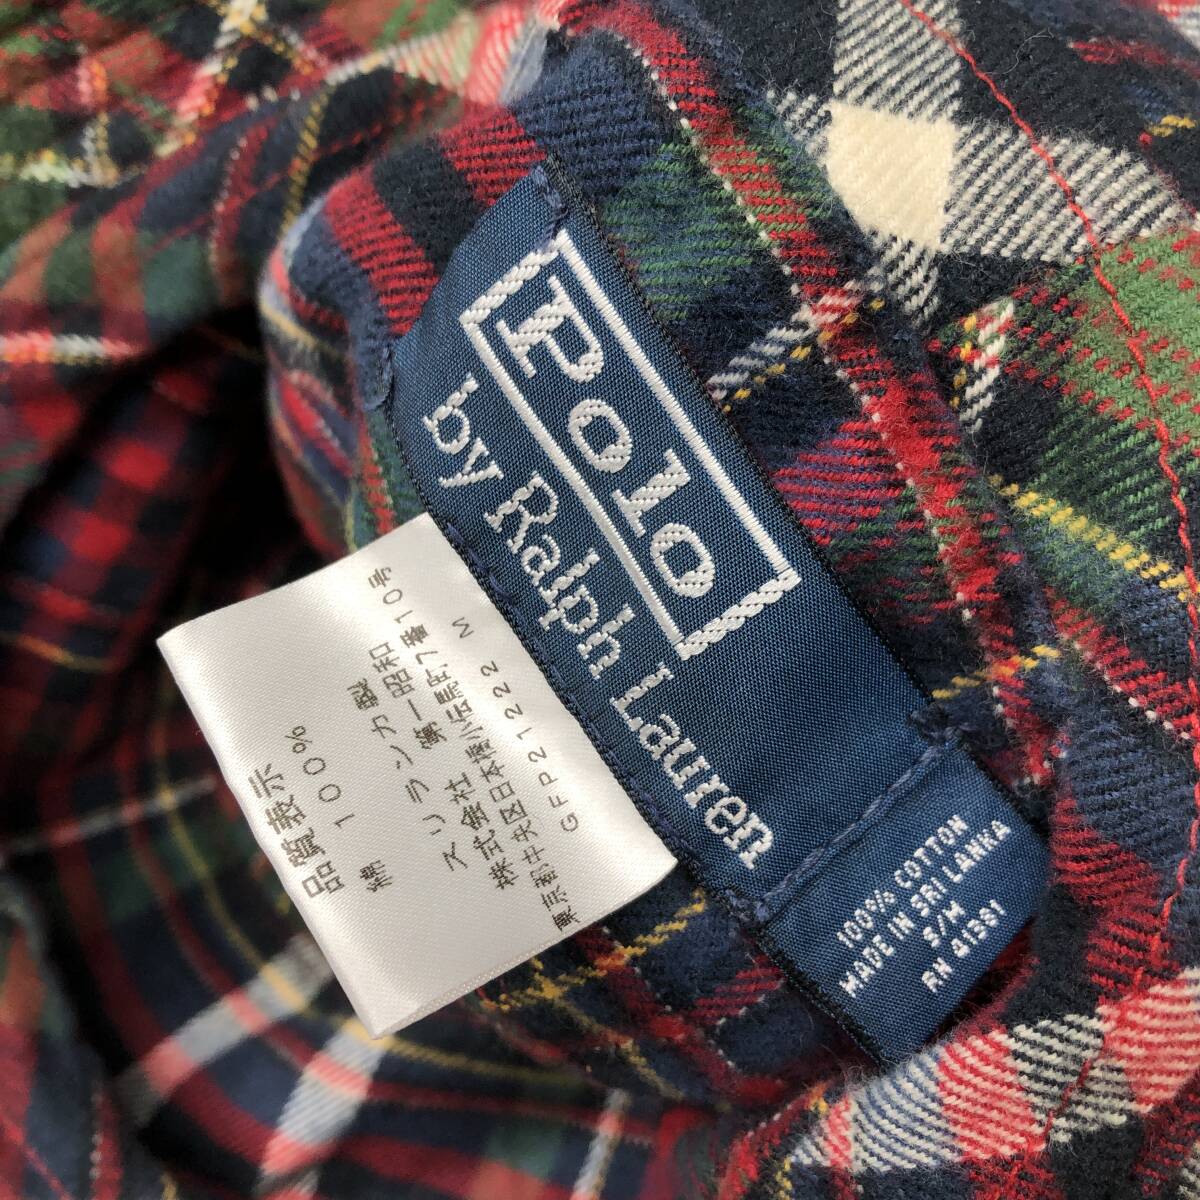 Polo
by Ralph Lauren
100% COTTON
MADE IN SRI LANKA
S/M
RN 41381
品質表示
綿 100%
スリランカ製
株式会社 第一昭和
東京都中央区日本橋小伝馬町7番10号
GFP21222 M